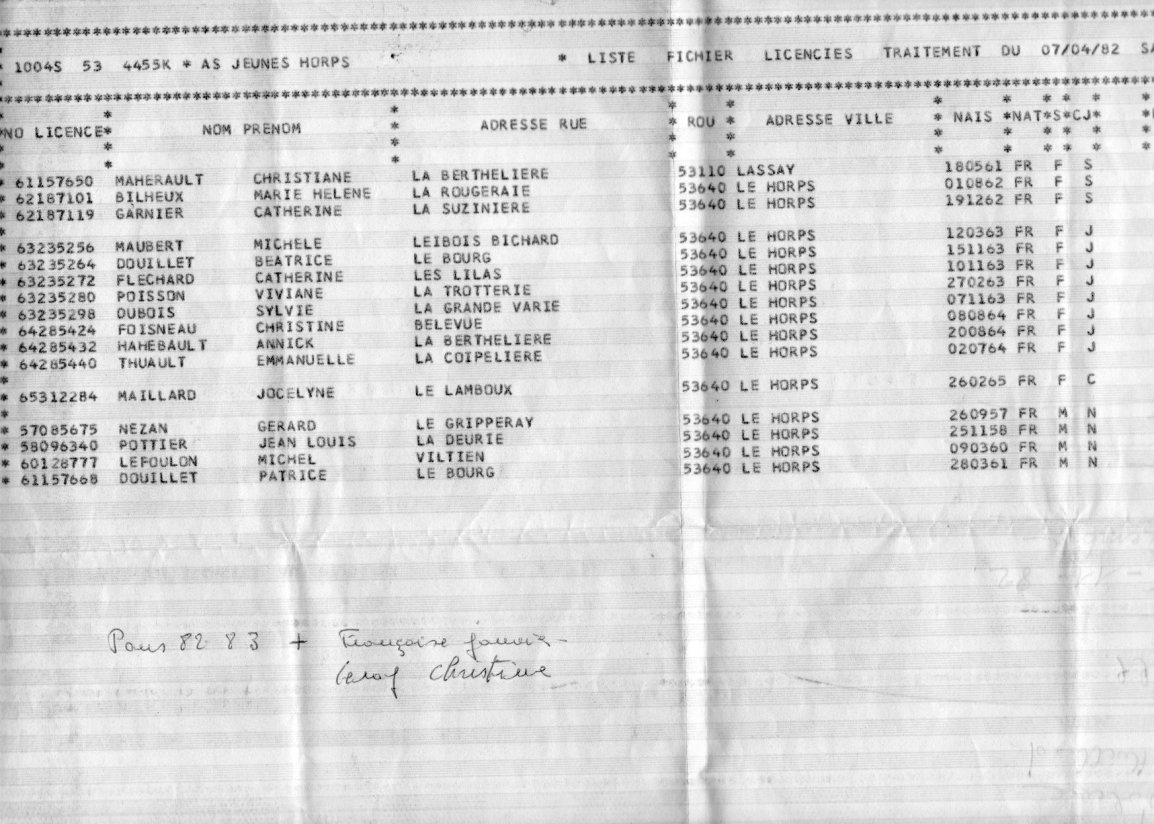 * 1004S 53 4455K * AS JEUNES HORPS * LISTE FICHIER LICENCIES TRAITEMENT DU 07/04/82
*NO LICENCE* NOM PRENOM * ADRESSE RUE * ROU * ADRESSE VILLE * NAIS *NAT*S*CJ*
* 61157650 MAHERAULT CHRISTIANE LA BERTHELIERE 53110 LASSAY 180561 FR F S
* 62187101 BILHEUX MARIE HELENE LA ROUGERAIE 53640 LE HORPS 010862 FR F S
* 62187119 GARNIER CATHERINE LA SUZINIERE 53640 LE HORPS 191262 FR F S
* 63235256 MAUBERT MICHELE LEIBOIS BICHARD 53640 LE HORPS 120363 FR F J
* 63235264 DOUILLET BEATRICE LE BOURG 53640 LE HORPS 151163 FR F J
* 63235272 FLECHARD CATHERINE LES LILAS 53640 LE HORPS 101163 FR F J
* 63235280 POISSON VIVIANE LA TROTTERIE 53640 LE HORPS 270263 FR F J
* 63235298 DUBOIS SYLVIE LA GRANDE VARIE 53640 LE HORPS 071163 FR F J
* 64285424 FOISNEAU CHRISTINE BELEVUE 53640 LE HORPS 080864 FR F J
* 64285432 HAHEBAULT ANNICK LA BERTHELIERE 53640 LE HORPS 200864 FR F J
* 64285440 THUAULT EMMANUELLE LA COIPELIERE 53640 LE HORPS 020764 FR F J
* 65312284 MAILLARD JOCELYNE LE LAMBOUX 53640 LE HORPS 260265 FR F C
* 57085675 NEZAN GERARD LE GRIPPERAY 53640 LE HORPS 260957 FR M N
* 58096340 POTTIER JEAN LOUIS LA DEURIE 53640 LE HORPS 251158 FR M N
* 60128777 LEFOULON MICHEL VILTIEN 53640 LE HORPS 090360 FR M N
* 61157668 DOUILLET PATRICE LE BOURG 53640 LE HORPS 280361 FR M N
Pour 82 83 + Françoise
Christine